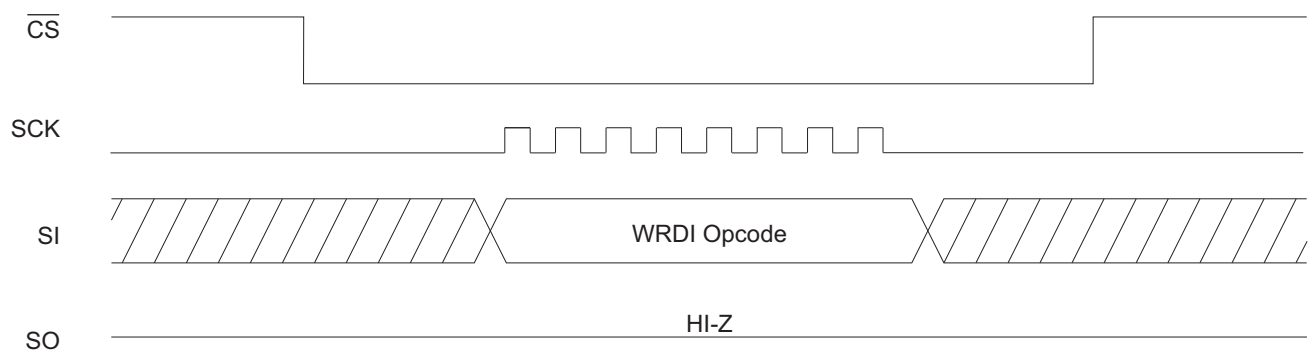 CS
SCK
SI
WRDI Opcode
HI-Z
SO